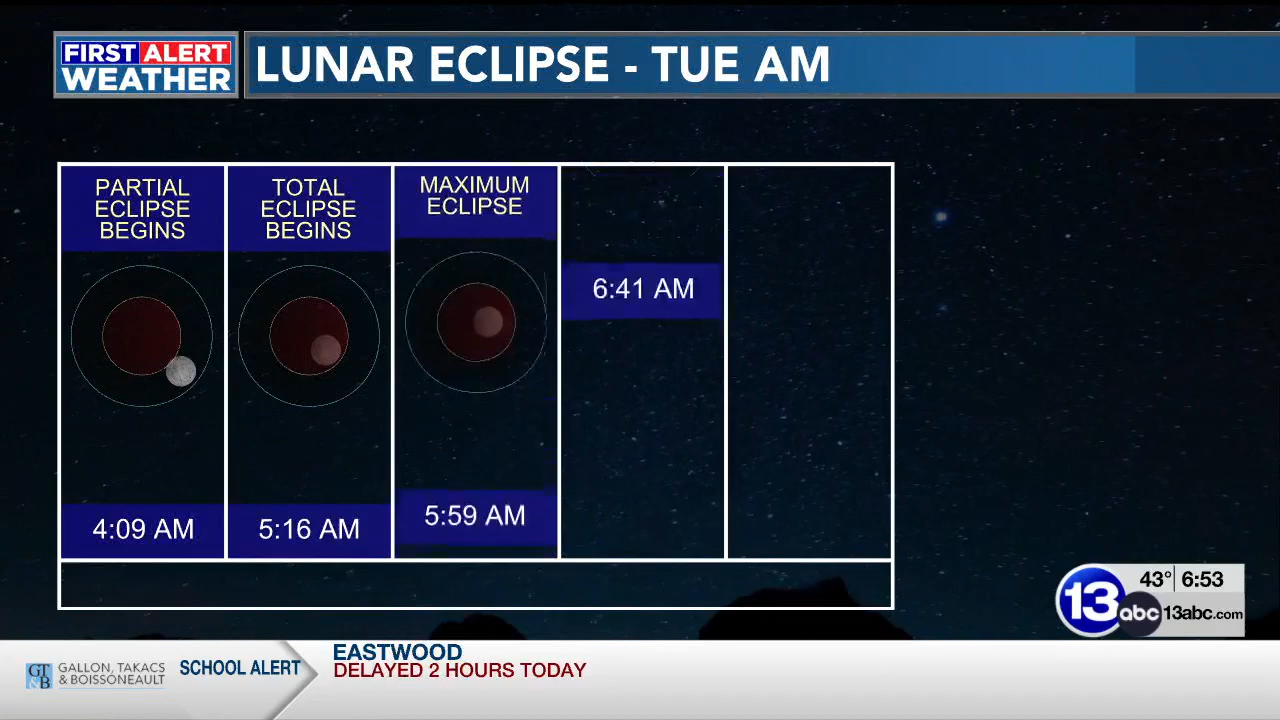 FIRST ALERT
WEATHER
LUNAR ECLIPSE - TUE AM
PARTIAL
ECLIPSE
BEGINS
4:09 AM
TOTAL
ECLIPSE
BEGINS
5:16 AM
MAXIMUM
ECLIPSE
5:59 AM
6:41 AM
43° 6:53
13 abc 13abc.com
GT
&B
GALLON, TAKACS
& BOISSONEAULT
SCHOOL ALERT
EASTWOOD
DELAYED 2 HOURS TODAY